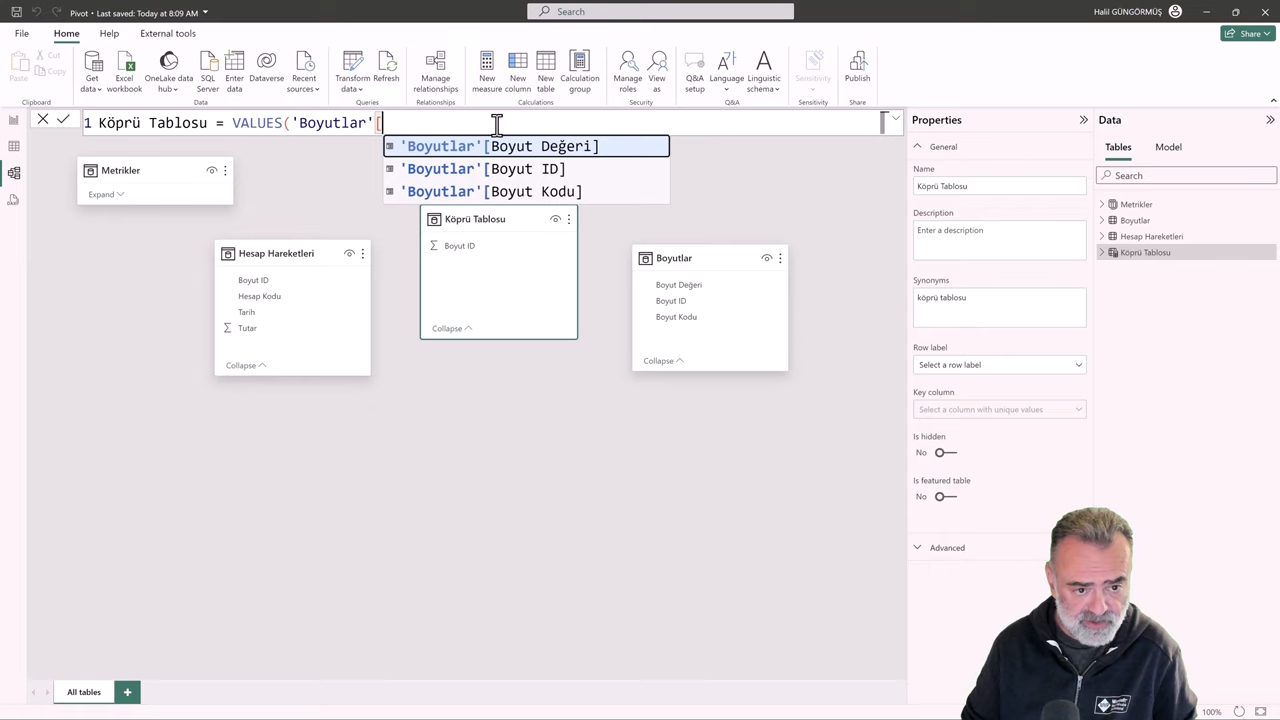 Pivot • Last saved: Today at 8:09 AM
Search
Halil GÜNGÖRMÜŞ
File
Home
Help
External tools
Share
Paste
Cut
Copy
Get data
Excel workbook
OneLake data hub
SQL Server
Enter data
Dataverse
Recent sources
Transform data
Refresh
Manage relationships
New measure
New column
New table
Calculation group
Manage roles
View as
Q&A setup
Language
Linguistic schema
Sensitivity
Publish
Clipboard
Data
Queries
Relationships
Calculations
Security
Q&A
Sensitivity
Share
1 Köprü Tablosu = VALUES('Boyutlar'[
'Boyutlar'[Boyut Değeri]
'Boyutlar'[Boyut ID]
'Boyutlar'[Boyut Kodu]
Metrikler
Expand
Hesap Hareketleri
Boyut ID
Hesap Kodu
Tarih
Tutar
Collapse
Köprü Tablosu
Boyut ID
Collapse
Boyutlar
Boyut Değeri
Boyut ID
Boyut Kodu
Collapse
Properties
General
Name
Köprü Tablosu
Description
Enter a description
Synonyms
köprü tablosu
Row label
Select a row label
Key column
Select a column with unique values
Is hidden
No
Is featured table
No
Advanced
Data
Tables
Model
Search
Metrikler
Boyutlar
Hesap Hareketleri
Köprü Tablosu
All tables
100%